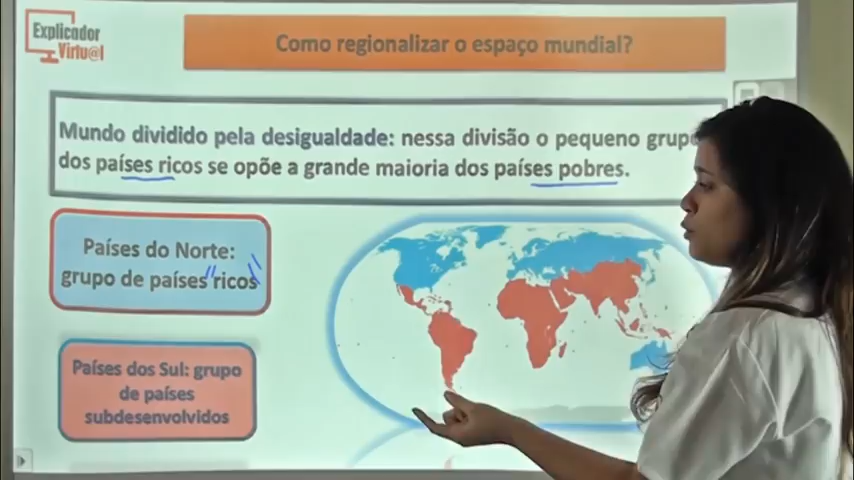 Explicador
Virtu@l
Como regionalizar o espaço mundial?
Mundo dividido pela desigualdade: nessa divisão o pequeno grupo
dos países ricos se opõe a grande maioria dos países pobres.
Países do Norte:
grupo de países "ricos"
Países dos Sul: grupo
de países
subdesenvolvidos